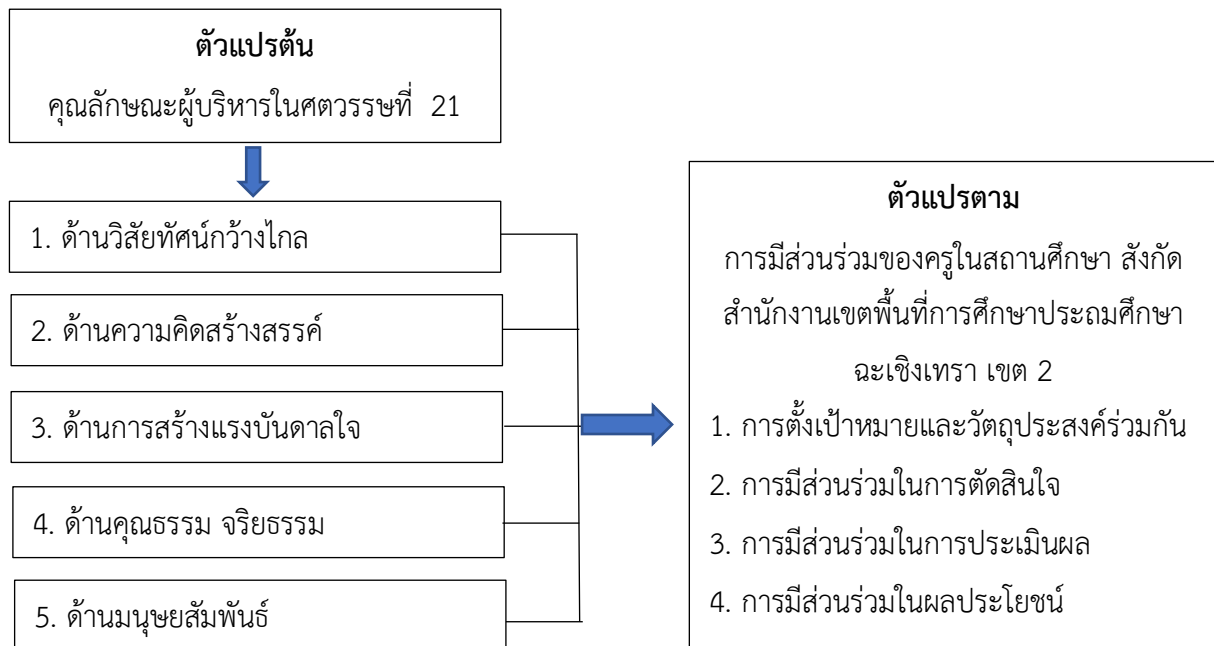 ตัวแปรต้น
คุณลักษณะผู้บริหารในศตวรรษที่ 21
1. ด้านวิสัยทัศน์กว้างไกล
2. ด้านความคิดสร้างสรรค์
3. ด้านการสร้างแรงบันดาลใจ
4. ด้านคุณธรรม จริยธรรม
5. ด้านมนุษยสัมพันธ์
ตัวแปรตาม
การมีส่วนร่วมของครูในสถานศึกษา สังกัด
สำนักงานเขตพื้นที่การศึกษาประถมศึกษา
ฉะเชิงเทรา เขต 2
1. การตั้งเป้าหมายและวัตถุประสงค์ร่วมกัน
2. การมีส่วนร่วมในการตัดสินใจ
3. การมีส่วนร่วมในการประเมินผล
4. การมีส่วนร่วมในผลประโยชน์